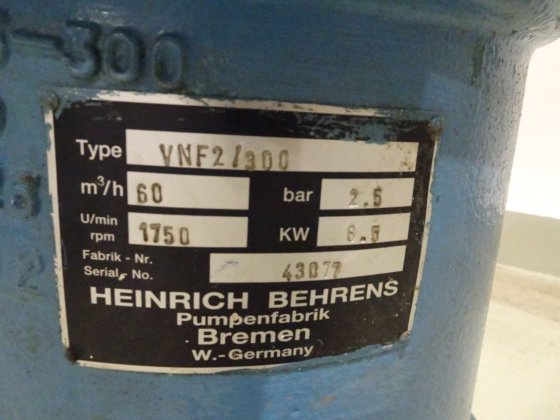 -300
Type VNF2/300
m³/h 60 bar 2.5
U/min rpm 1750 KW 6.5
Fabrik - Nr.
Serial - No. 43077
HEINRICH BEHRENS
Pumpenfabrik
Bremen
W.-Germany